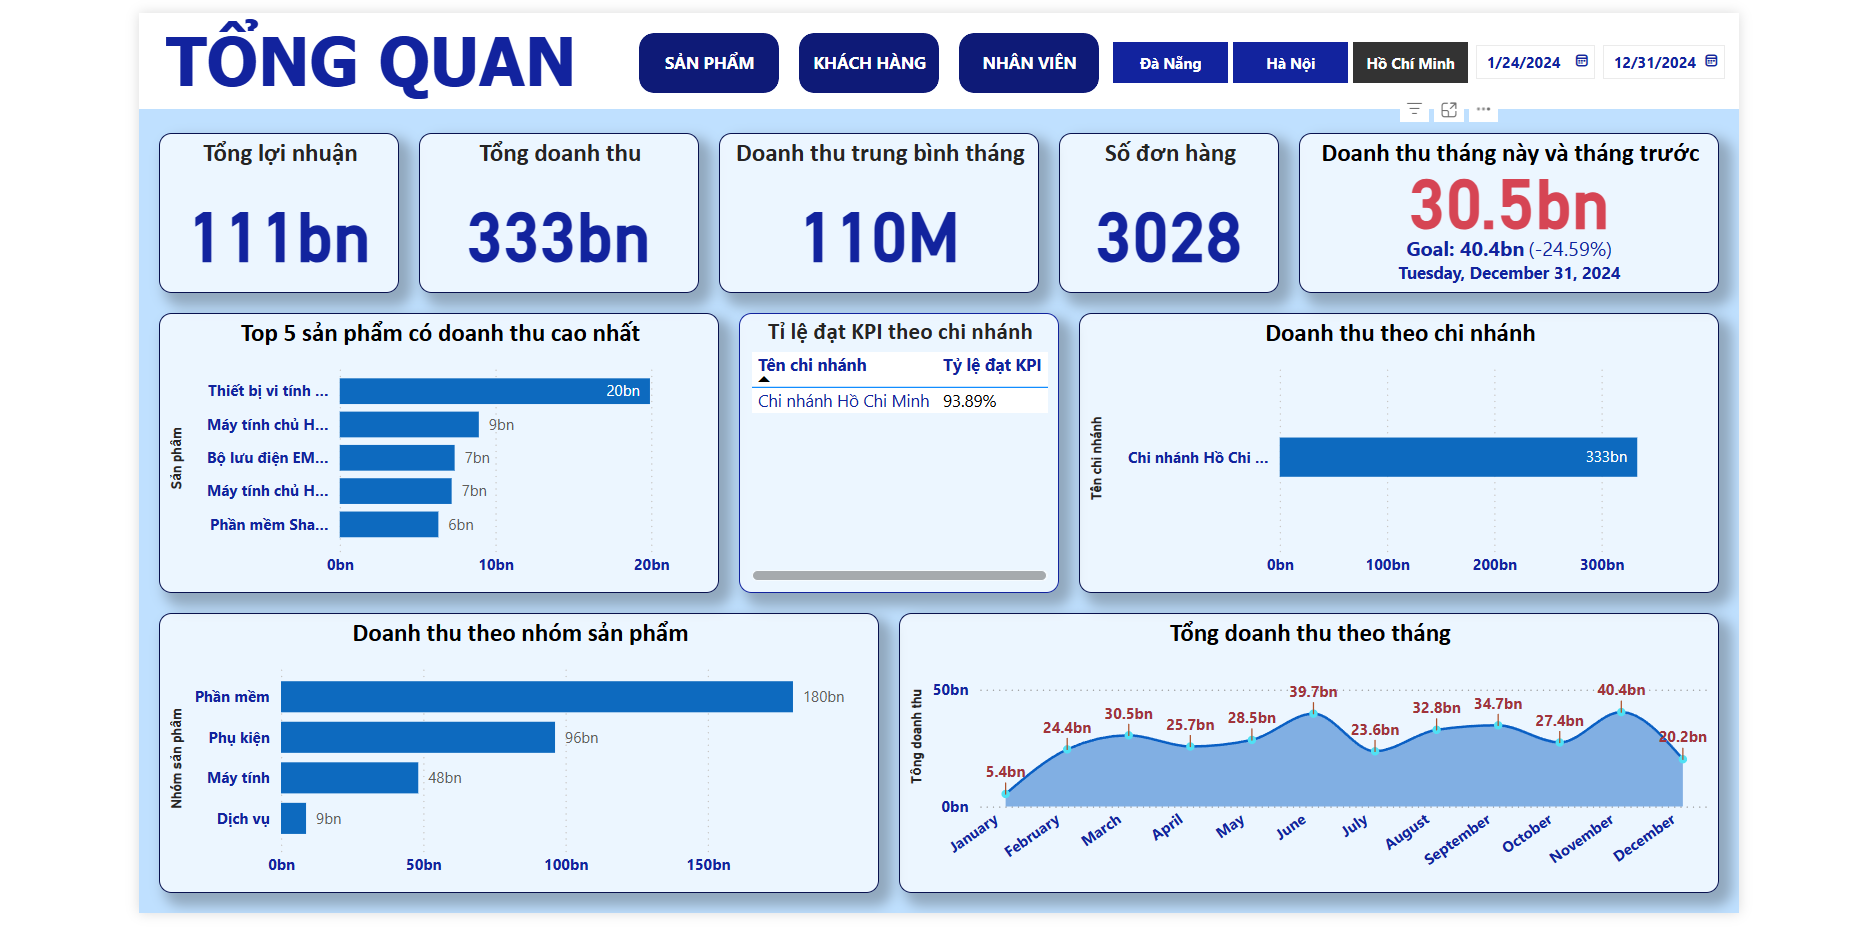 TỔNG QUAN
SẢN PHẨM
KHÁCH HÀNG
NHÂN VIÊN
Đà Nẵng
Hà Nội
Hồ Chí Minh
1/24/2024
12/31/2024
Tổng lợi nhuận
111bn
Tổng doanh thu
333bn
Doanh thu trung bình tháng
110M
Số đơn hàng
3028
Doanh thu tháng này và tháng trước
30.5bn
Goal: 40.4bn (-24.59%)
Tuesday, December 31, 2024
Top 5 sản phẩm có doanh thu cao nhất
Sản phẩm
Thiết bị vi tính ...
20bn
Máy tính chủ H...
9bn
Bộ lưu điện EM...
7bn
Máy tính chủ H...
7bn
Phần mềm Sha...
6bn
0bn
10bn
20bn
Tỉ lệ đạt KPI theo chi nhánh
Tên chi nhánh
Tỷ lệ đạt KPI
Chi nhánh Hồ Chi Minh
93.89%
Doanh thu theo chi nhánh
Tên chi nhánh
Chi nhánh Hồ Chi ...
333bn
0bn
100bn
200bn
300bn
Doanh thu theo nhóm sản phẩm
Nhóm sản phẩm
Phần mềm
180bn
Phụ kiện
96bn
Máy tính
48bn
Dịch vụ
9bn
0bn
50bn
100bn
150bn
Tổng doanh thu theo tháng
Tổng doanh thu
50bn
0bn
5.4bn
24.4bn
30.5bn
25.7bn
28.5bn
39.7bn
23.6bn
32.8bn
34.7bn
27.4bn
40.4bn
20.2bn
January
February
March
April
May
June
July
August
September
October
November
December